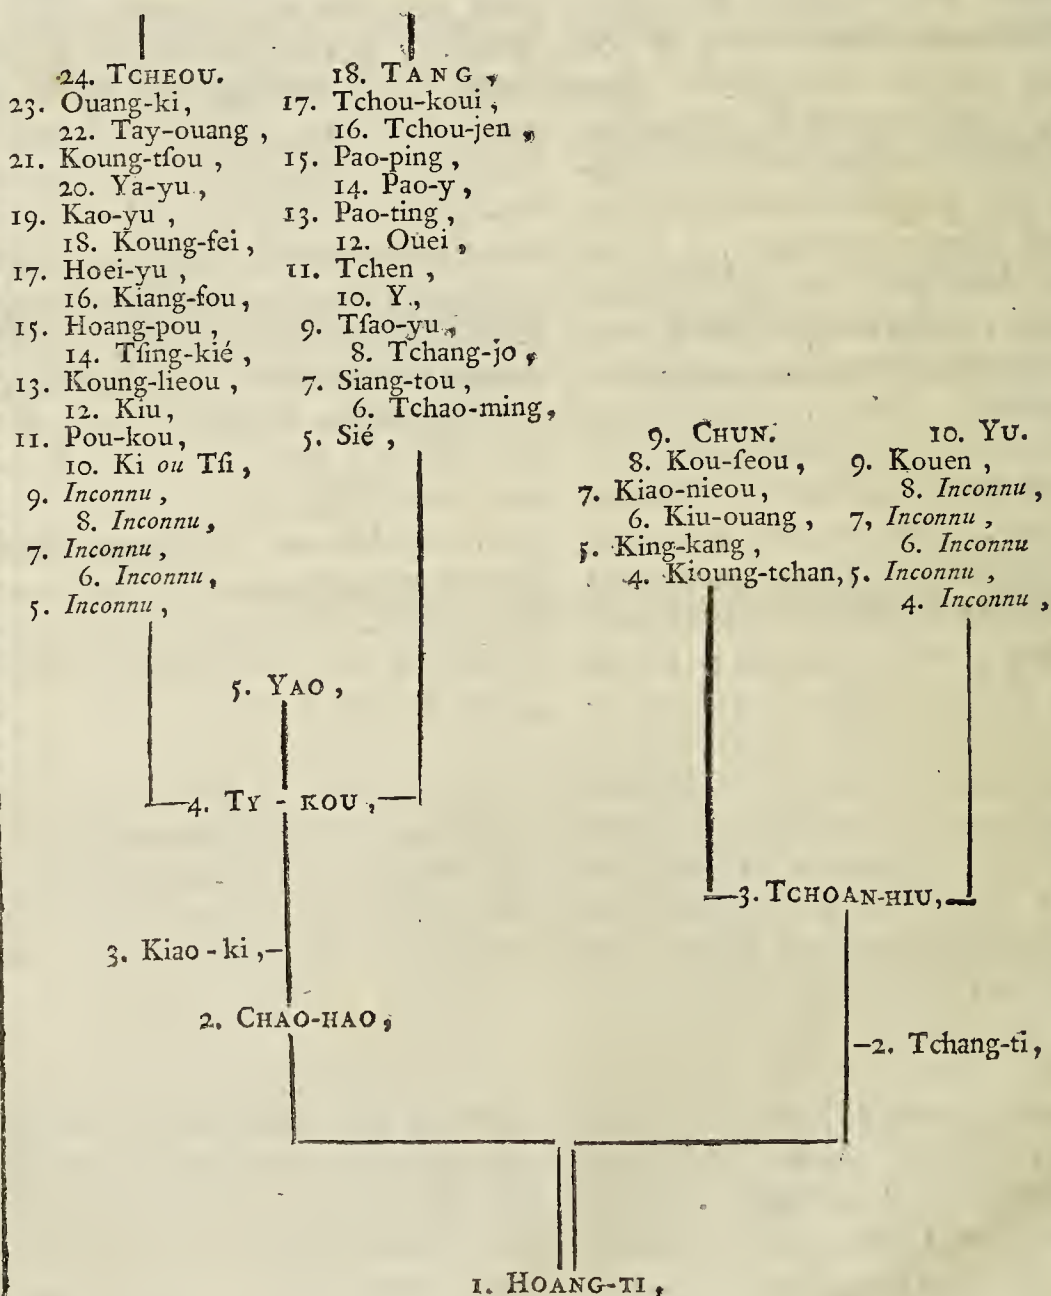 24. TCHEOU.
23. Ouang-ki,
22. Tay-ouang,
21. Koung-tſou,
20. Ya-yu,
19. Kao-yu,
18. Koung-fei,
17. Hoei-yu,
16. Kiang-fou,
15. Hoang-pou,
14. Tſing-kié,
13. Koung-lieou,
12. Kiu,
11. Pou-kou,
10. Ki ou Tſi,
9. Inconnu,
8. Inconnu,
7. Inconnu,
6. Inconnu,
5. Inconnu,
18. TANG,
17. Tchou-koui,
16. Tchou-jen,
15. Pao-ping,
14. Pao-y,
13. Pao-ting,
12. Ouei,
11. Tchen,
10. Y.,
9. Tſao-yu,
8. Tchang-jo,
7. Siang-tou,
6. Tchao-ming,
5. Sié,
9. CHUN.
8. Kou-ſeou,
7. Kiao-nieou,
6. Kiu-ouang,
5. King-kang,
4. Kioung-tchan,
10. YU.
9. Kouen,
8. Inconnu,
7, Inconnu,
6. Inconnu
5. Inconnu,
4. Inconnu,
5. YAO,
4. TY-KOU,
3. TCHOAN-HIU,
3. Kiao-ki,
2. CHAO-HAO,
2. Tchang-ti,
1. HOANG-TI,